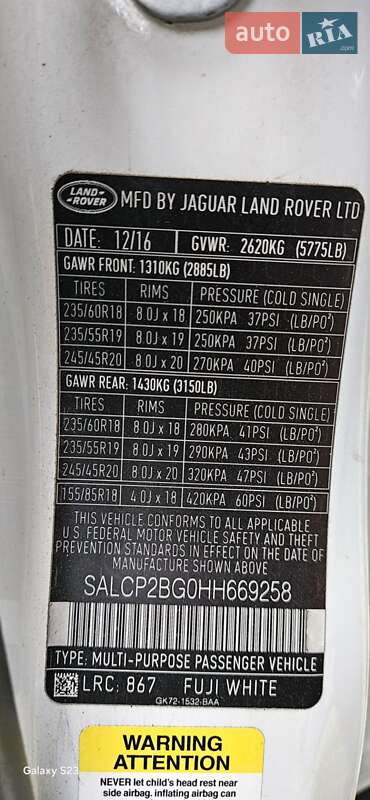 auto RIA
.com
LAND
ROVER
MFD BY JAGUAR LAND ROVER LTD
DATE: 12/16 GVWR: 2620KG (5775LB)
GAWR FRONT: 1310KG (2885LB)
TIRES RIMS PRESSURE (COLD SINGLE)
235/60R18 8.0J x 18 250KPA 37PSI (LB/PO²)
235/55R19 8.0J x 19 250KPA 37PSI (LB/PO²)
245/45R20 8.0J x 20 270KPA 40PSI (LB/PO²)
GAWR REAR: 1430KG (3150LB)
TIRES RIMS PRESSURE (COLD SINGLE)
235/60R18 8.0J x 18 280KPA 41PSI (LB/PO²)
235/55R19 8.0J x 19 290KPA 43PSI (LB/PO²)
245/45R20 8.0J x 20 320KPA 47PSI (LB/PO²)
155/85R18 4.0J x 18 420KPA 60PSI (LB/PO²)
THIS VEHICLE CONFORMS TO ALL APPLICABLE
U.S. FEDERAL MOTOR VEHICLE SAFETY AND THEFT
PREVENTION STANDARDS IN EFFECT ON THE DATE
OF MANUFACTURE SHOWN ABOVE.
SALCP2BG0HH669258
TYPE: MULTI-PURPOSE PASSENGER VEHICLE
LRC: 867 FUJI WHITE
GK72-1532-BAA
WARNING
ATTENTION
NEVER let child's head rest near
side airbag. inflating airbag can
Galaxy S23